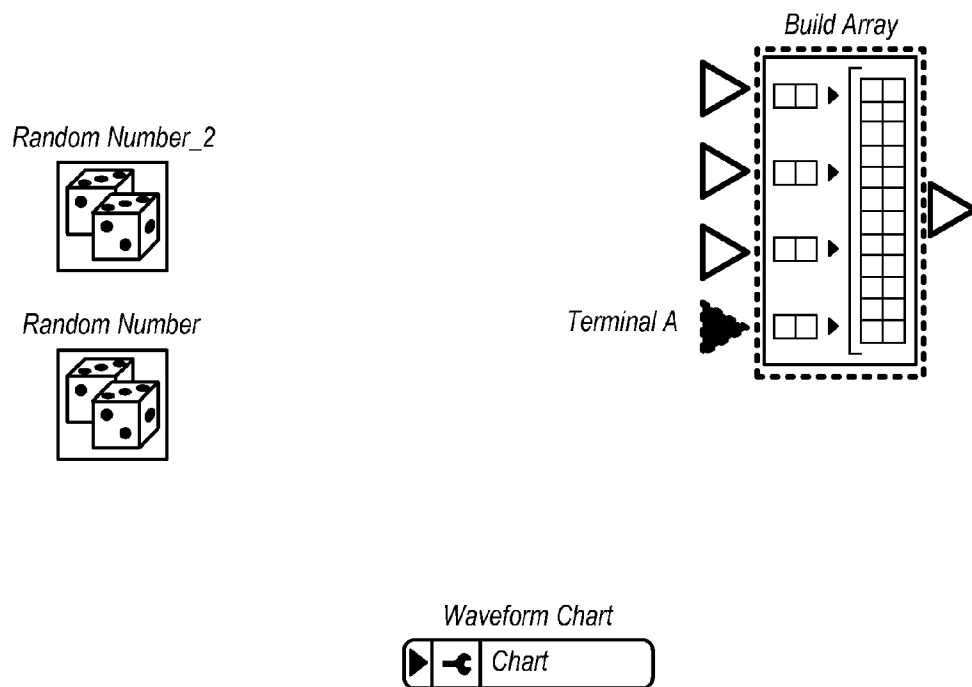 Build Array
Random Number_2
Random Number
Terminal A
Waveform Chart
Chart